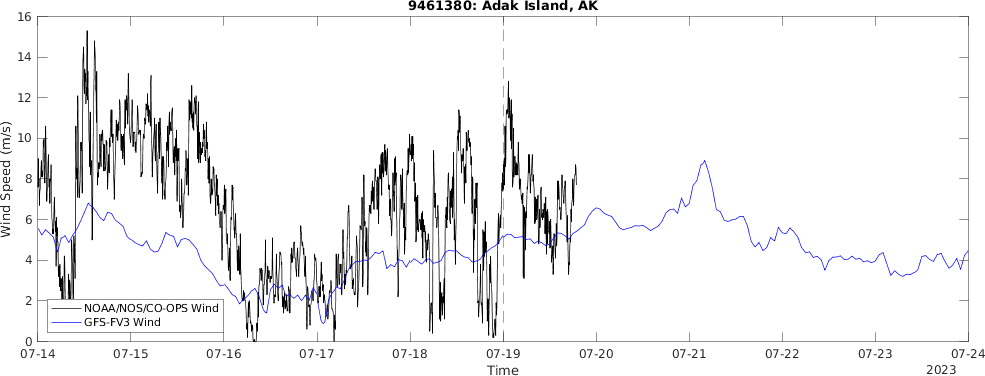 9461380: Adak Island, AK
Wind Speed (m/s)
16
14
12
10
8
6
4
2
0
NOAA/NOS/CO-OPS Wind
GFS-FV3 Wind
07-14 07-15 07-16 07-17 07-18 07-19 07-20 07-21 07-22 07-23 07-24
Time
2023